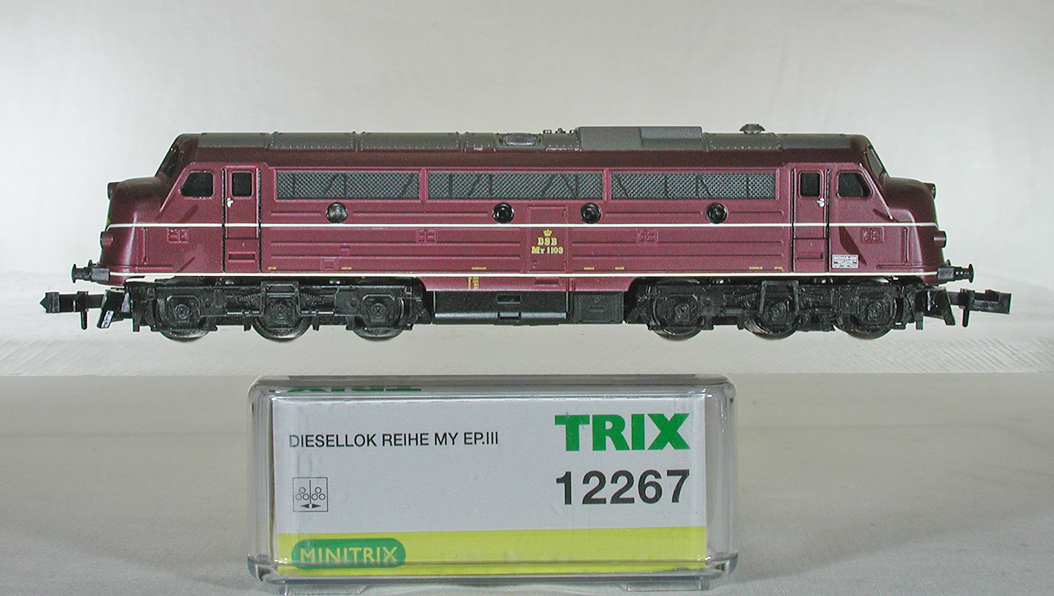 DSB
My 1103
DIESELLOK REIHE MY EP.III
TRIX
12267
MINITRIX